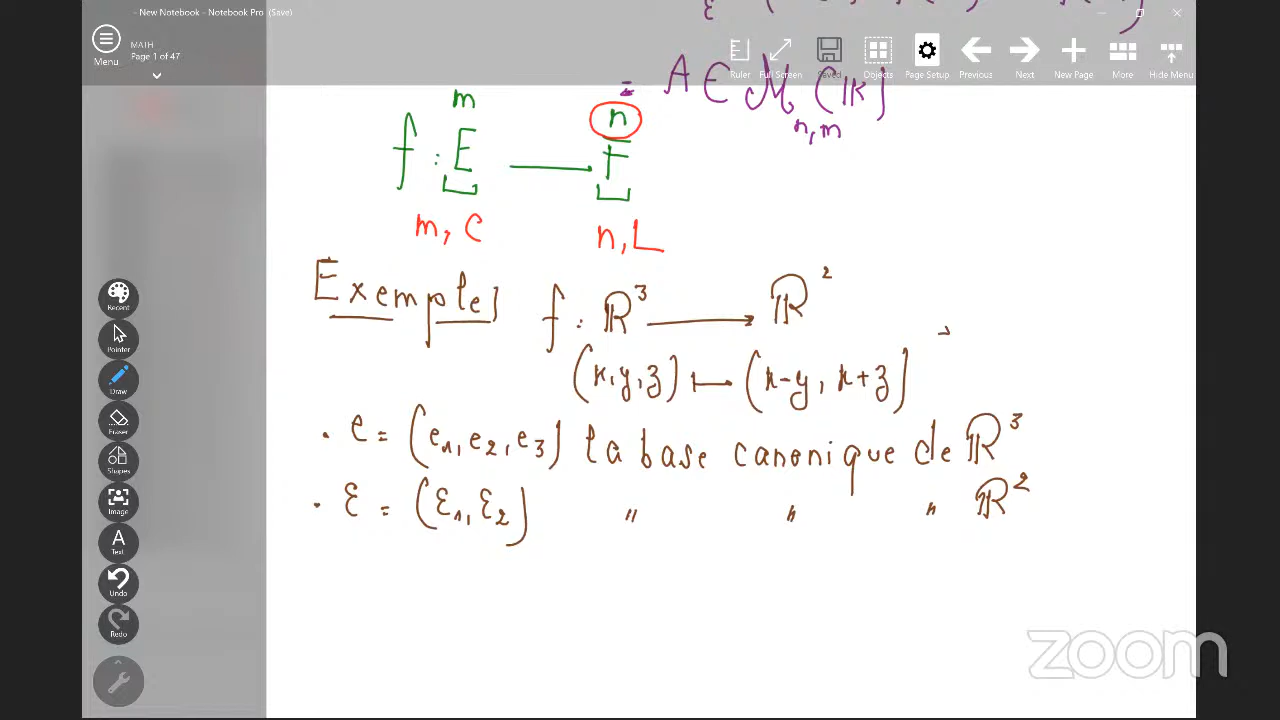 - New Notebook - Notebook Pro (Save)
Menu
MATH
Page 1 of 47
Ruler
Full Screen
Saved
Objects
Page Setup
Previous
Next
New Page
More
Hide Menu
= A ∈ M n,m (IK)
m n
f : E ⟶ F
m, C n, L
Exemples f : ℝ³ ⟶ ℝ²
(x, y, z) ⟼ (x-y, x+z)
• e = (e₁, e₂, e₃) la base canonique de ℝ³
• ε = (ε₁, ε₂) " " " ℝ²
Recent
Pointer
Draw
Eraser
Shapes
Image
Text
Undo
Redo
zoom